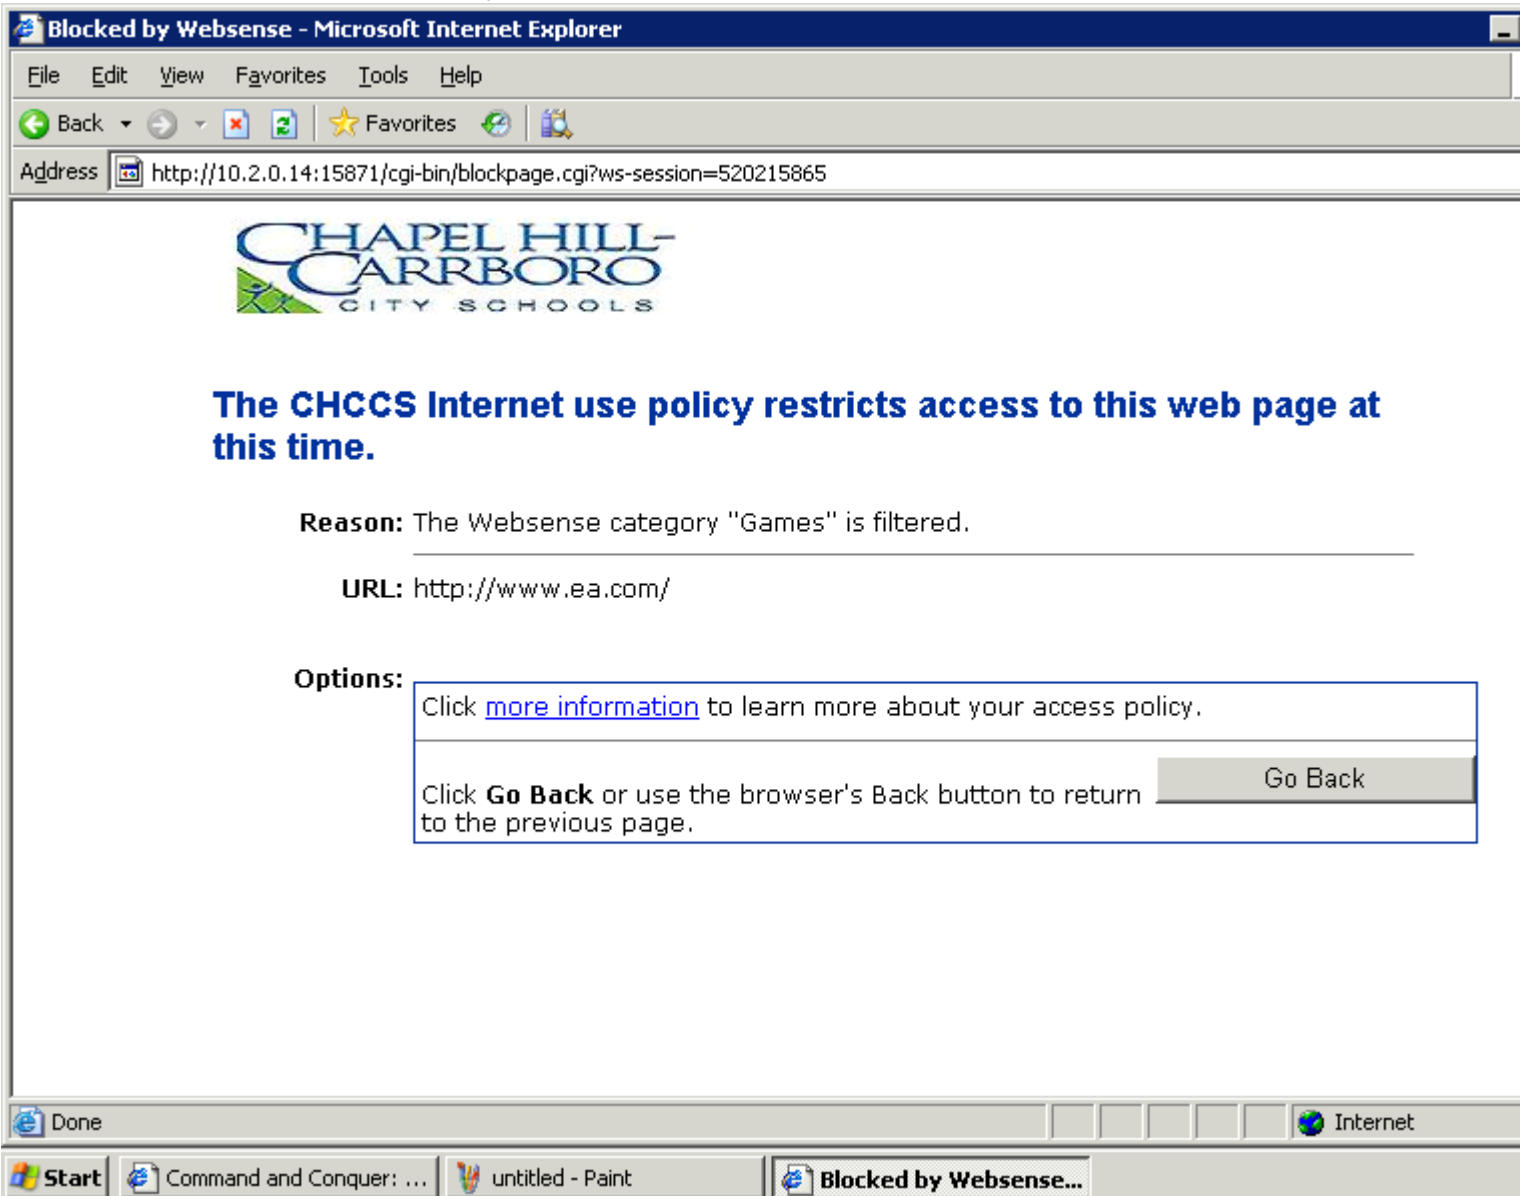 Blocked by Websense - Microsoft Internet Explorer
File Edit View Favorites Tools Help
Back Favorites
Address http://10.2.0.14:15871/cgi-bin/blockpage.cgi?ws-session=520215865
CHAPEL HILL-
CARRBORO
CITY SCHOOLS
The CHCCS Internet use policy restricts access to this web page at
this time.
Reason: The Websense category "Games" is filtered.
URL: http://www.ea.com/
Options:
Click more information to learn more about your access policy.
Click Go Back or use the browser's Back button to return
to the previous page.
Go Back
Done Internet
Start Command and Conquer: ... untitled - Paint Blocked by Websense...